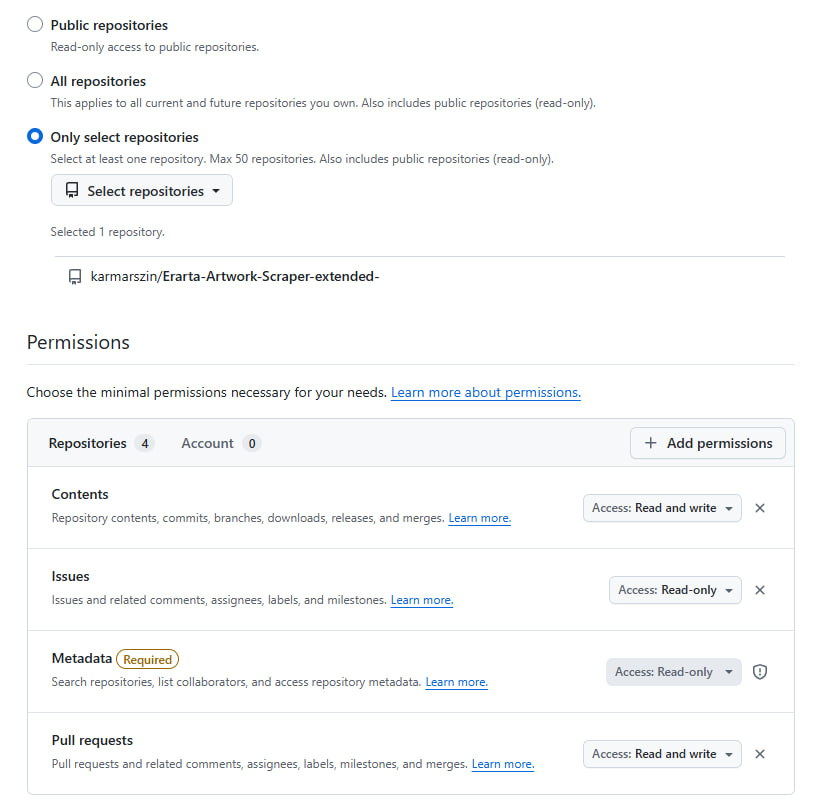 Public repositories
Read-only access to public repositories.
All repositories
This applies to all current and future repositories you own. Also includes public repositories (read-only).
Only select repositories
Select at least one repository. Max 50 repositories. Also includes public repositories (read-only).
Select repositories
Selected 1 repository.
karmarszin/Erarta-Artwork-Scraper-extended-
Permissions
Choose the minimal permissions necessary for your needs. Learn more about permissions.
Repositories 4 Account 0 Add permissions
Contents
Repository contents, commits, branches, downloads, releases, and merges. Learn more.
Access: Read and write
Issues
Issues and related comments, assignees, labels, and milestones. Learn more.
Access: Read-only
Metadata Required
Search repositories, list collaborators, and access repository metadata. Learn more.
Access: Read-only
Pull requests
Pull requests and related comments, assignees, labels, milestones, and merges. Learn more.
Access: Read and write